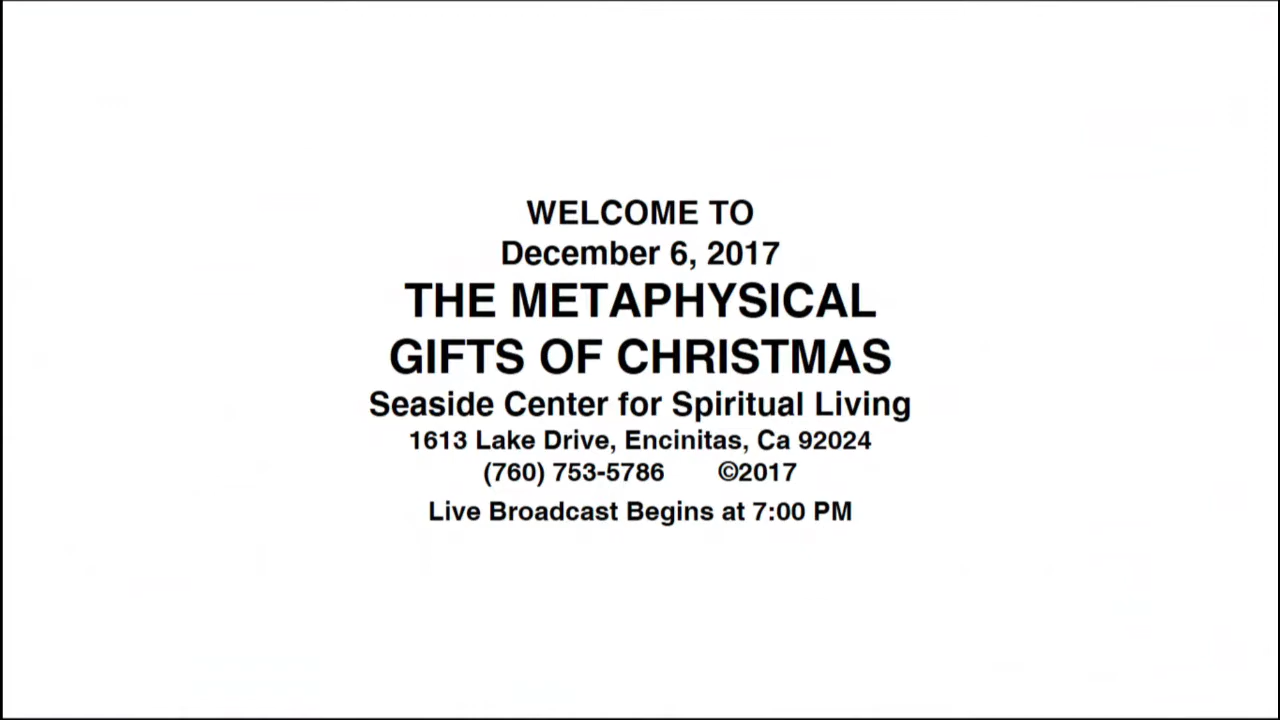 WELCOME TO
December 6, 2017
THE METAPHYSICAL
GIFTS OF CHRISTMAS
Seaside Center for Spiritual Living
1613 Lake Drive, Encinitas, Ca 92024
(760) 753-5786 ©2017
Live Broadcast Begins at 7:00 PM